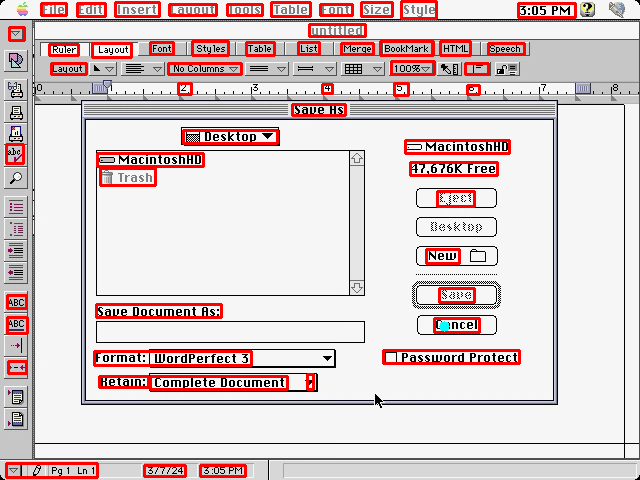 File Edit Insert Layout Tools Table Font Size Style 3:05 PM
untitled
Ruler Layout Font Styles Table List Merge BookMark HTML Speech
Layout No Columns 100%
0 1 2 3 4 5 6 7 8
Save As
Desktop
MacintoshHD
Trash
MacintoshHD
47,676K Free
Eject
Desktop
New
Save
Cancel
Save Document As:
Format: WordPerfect 3
Password Protect
Retain: Complete Document
abc
ABC
ABC
Pg 1 Ln 1 3/7/24 3:05 PM